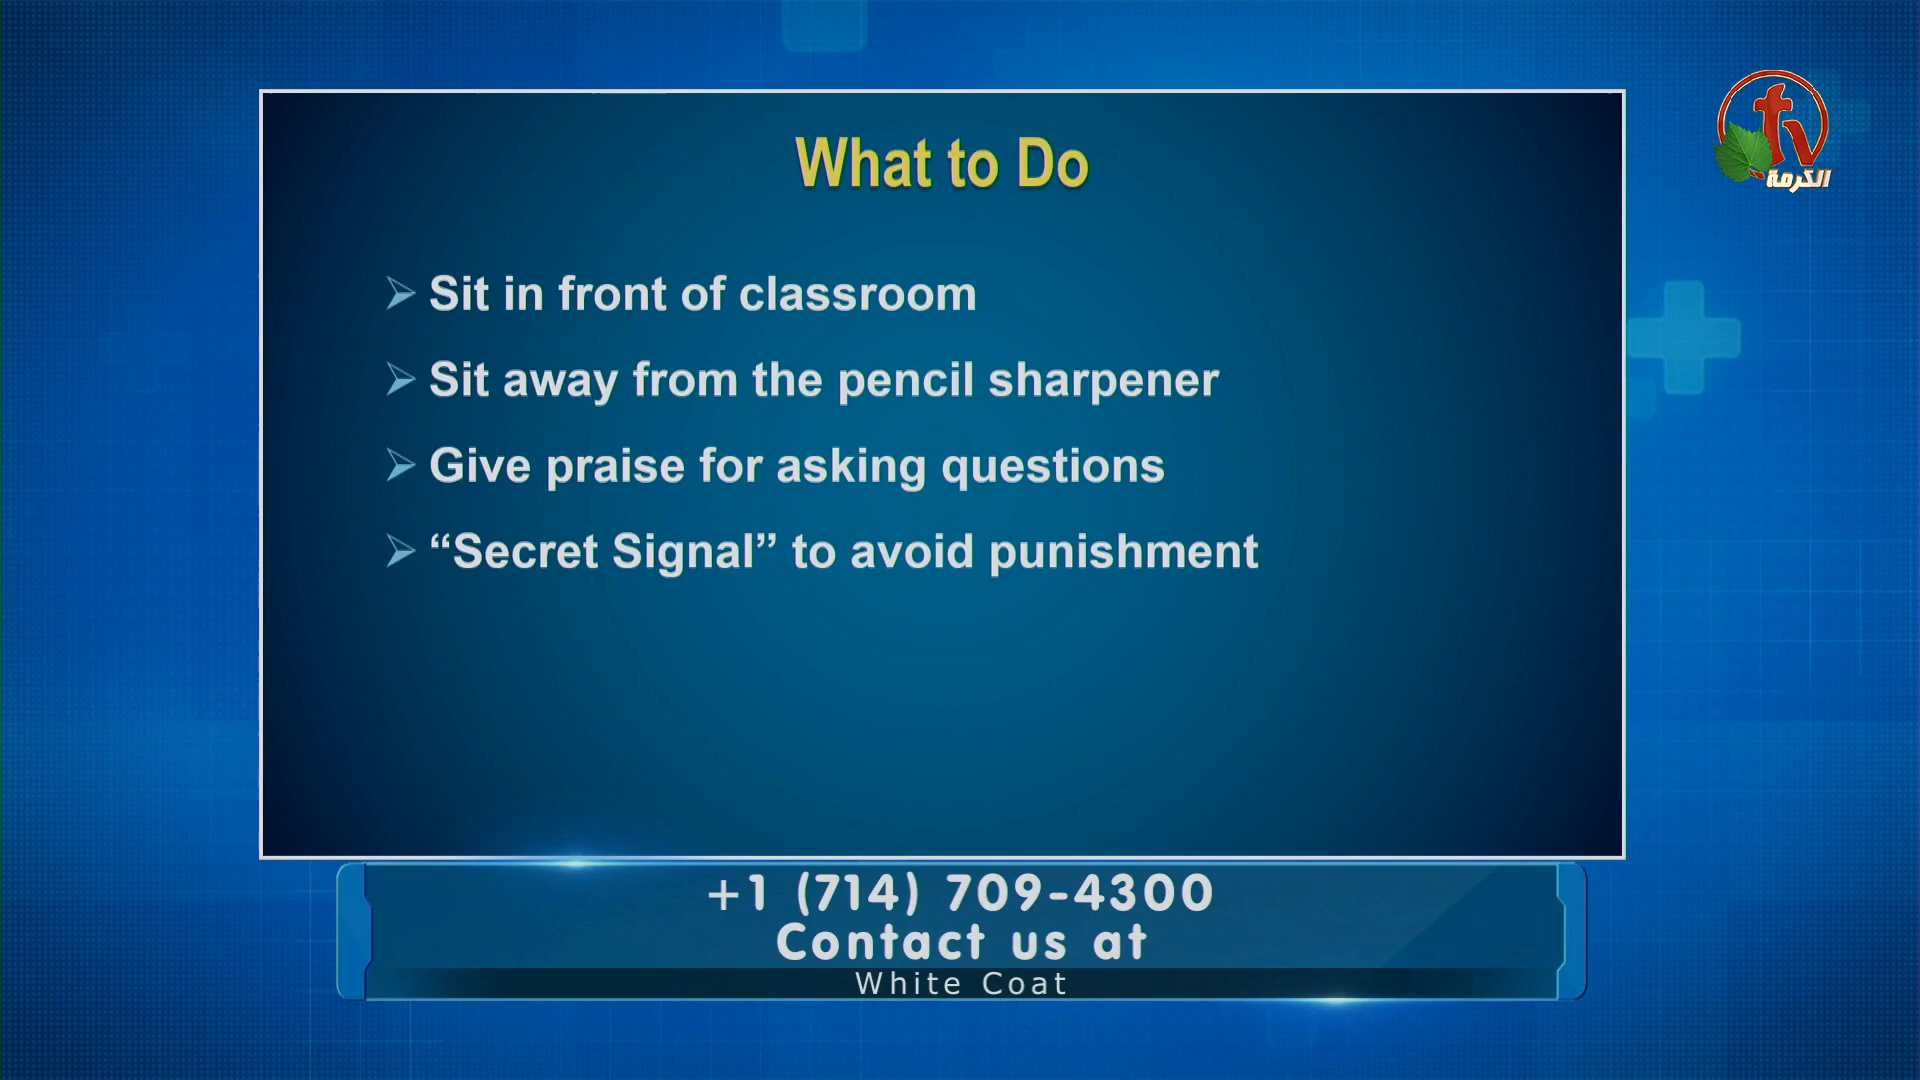 What to Do
Sit in front of classroom
Sit away from the pencil sharpener
Give praise for asking questions
“Secret Signal” to avoid punishment
tv
الكرمة
+1 (714) 709-4300
Contact us at
White Coat